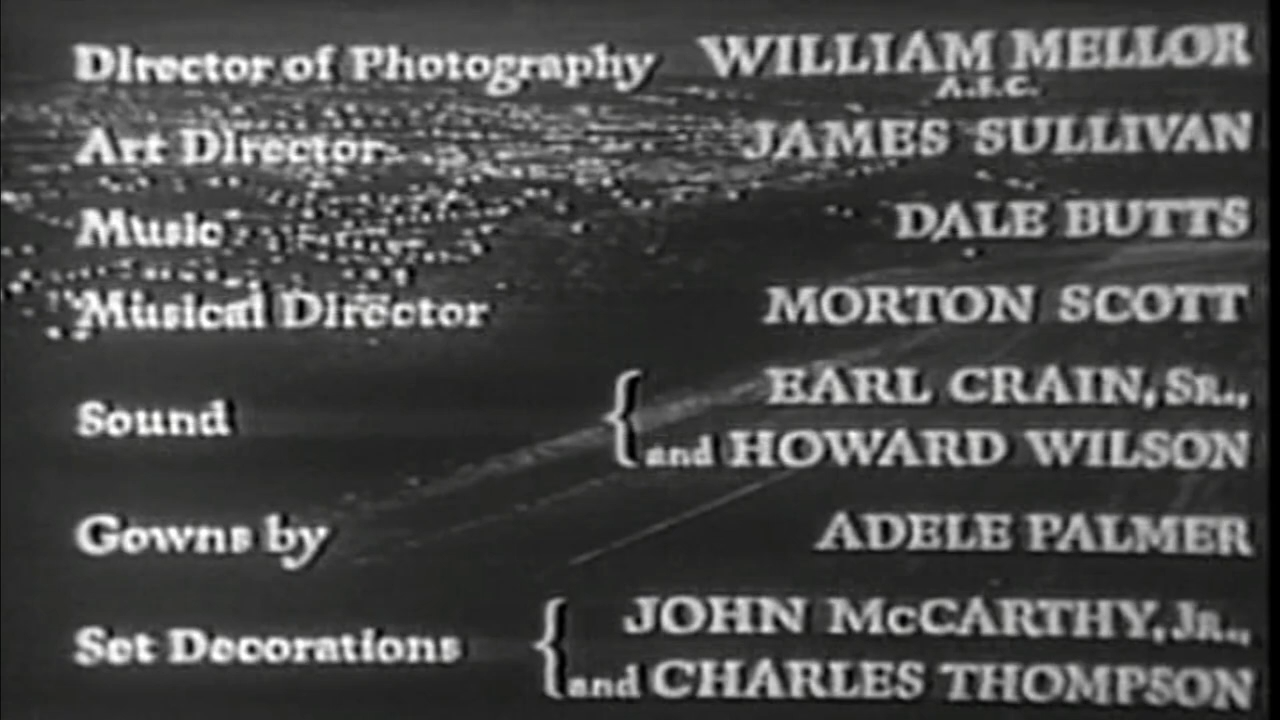 Director of Photography WILLIAM MELLOR
A.S.C.
Art Director JAMES SULLIVAN
Music DALE BUTTS
Musical Director MORTON SCOTT
Sound { EARL CRAIN, SR.,
and HOWARD WILSON
Gowns by ADELE PALMER
Set Decorations { JOHN McCARTHY, JR.,
and CHARLES THOMPSON